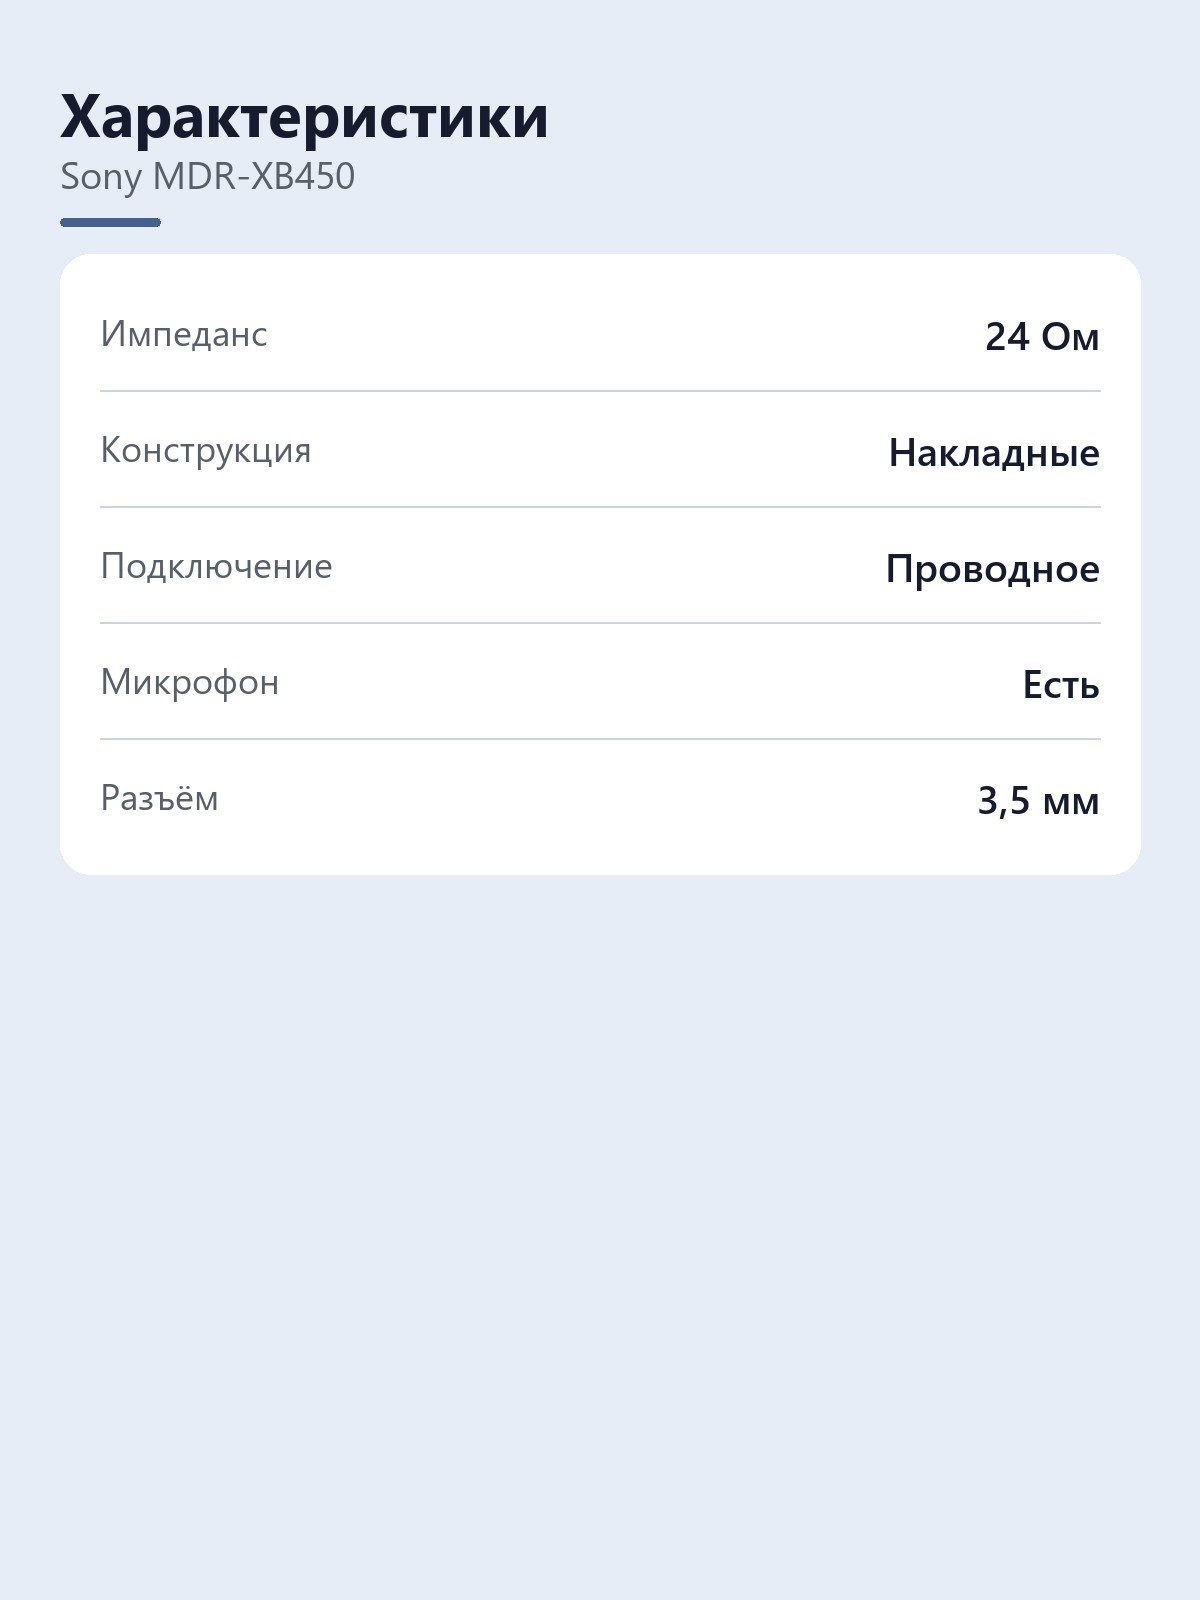 Характеристики
Sony MDR-XB450
Импеданс 24 Ом
Конструкция Накладные
Подключение Проводное
Микрофон Есть
Разъём 3,5 мм